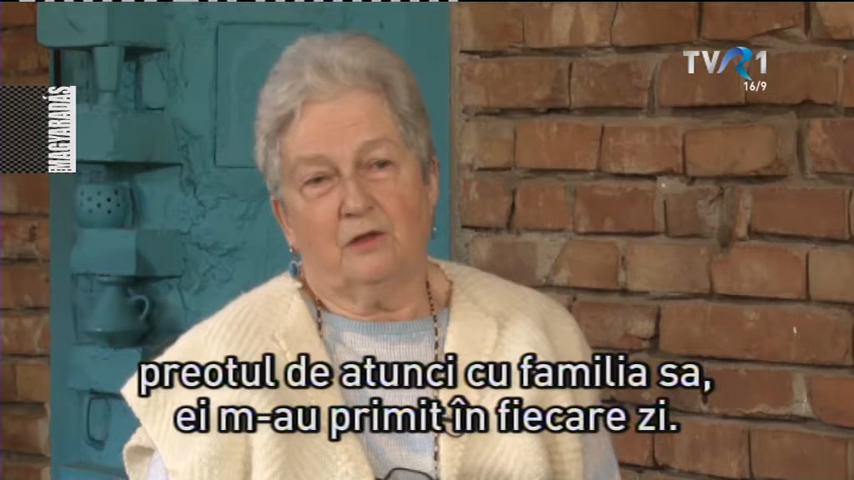 TVR1
16/9
MAGYARADÁS
preotul de atunci cu familia sa,
ei m-au primit în fiecare zi.